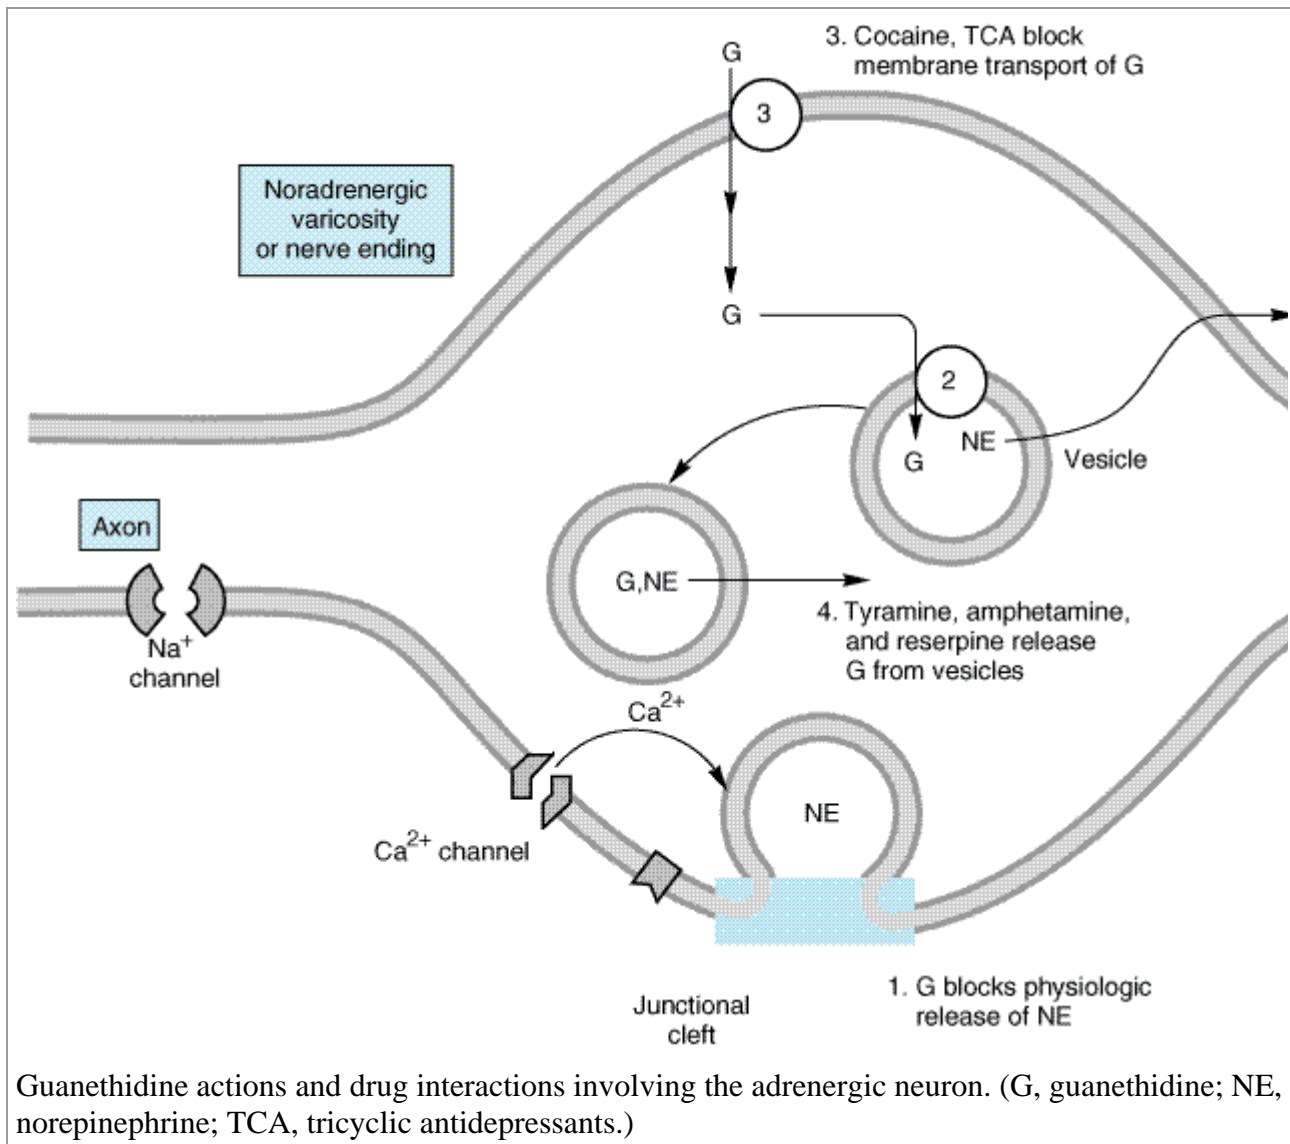 G
3. Cocaine, TCA block
membrane transport of G
3
Noradrenergic
varicosity
or nerve ending
G
2
G
NE
Vesicle
Axon
G,NE
4. Tyramine, amphetamine,
and reserpine release
G from vesicles
Na+
channel
Ca2+
NE
Ca2+ channel
1. G blocks physiologic
release of NE
Junctional
cleft
Guanethidine actions and drug interactions involving the adrenergic neuron. (G, guanethidine; NE,
norepinephrine; TCA, tricyclic antidepressants.)